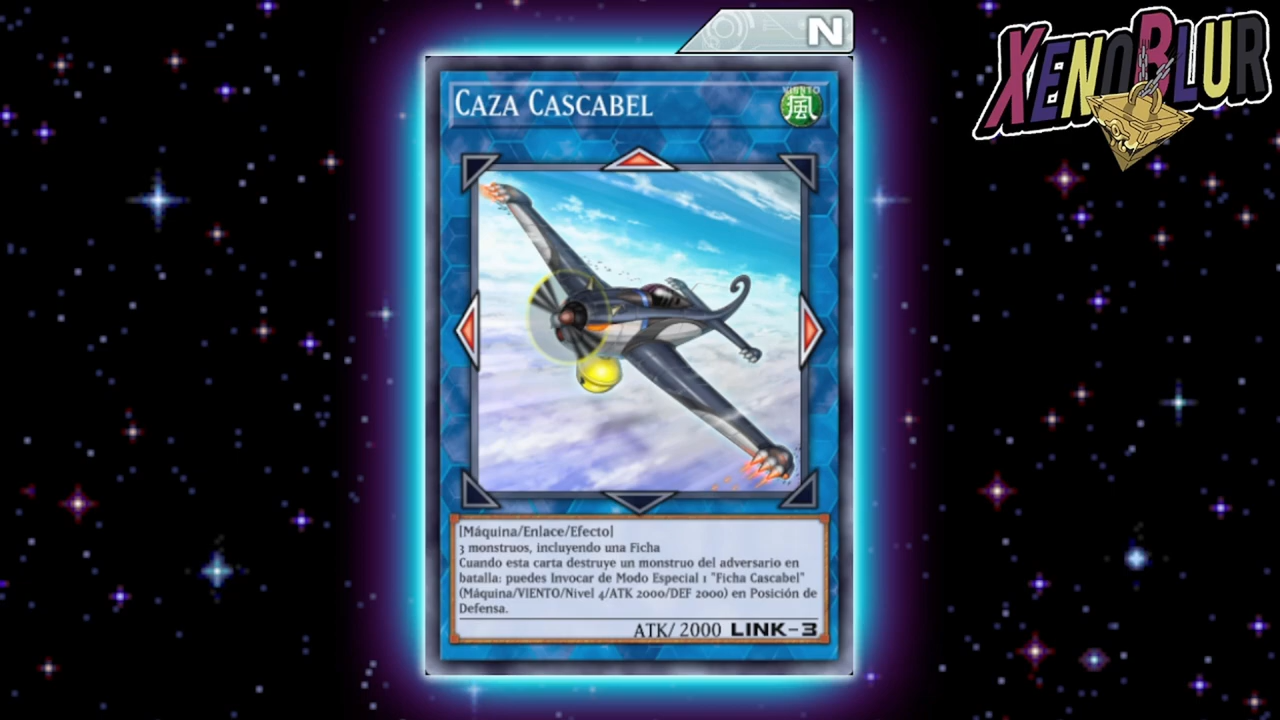 N
XENOBLUR
CAZA CASCABEL
VIENTO
風
[Máquina/Enlace/Efecto]
3 monstruos, incluyendo una Ficha
Cuando esta carta destruye un monstruo del adversario en
batalla: puedes Invocar de Modo Especial 1 "Ficha Cascabel"
(Máquina/VIENTO/Nivel 4/ATK 2000/DEF 2000) en Posición de
Defensa.
ATK/ 2000 LINK-3